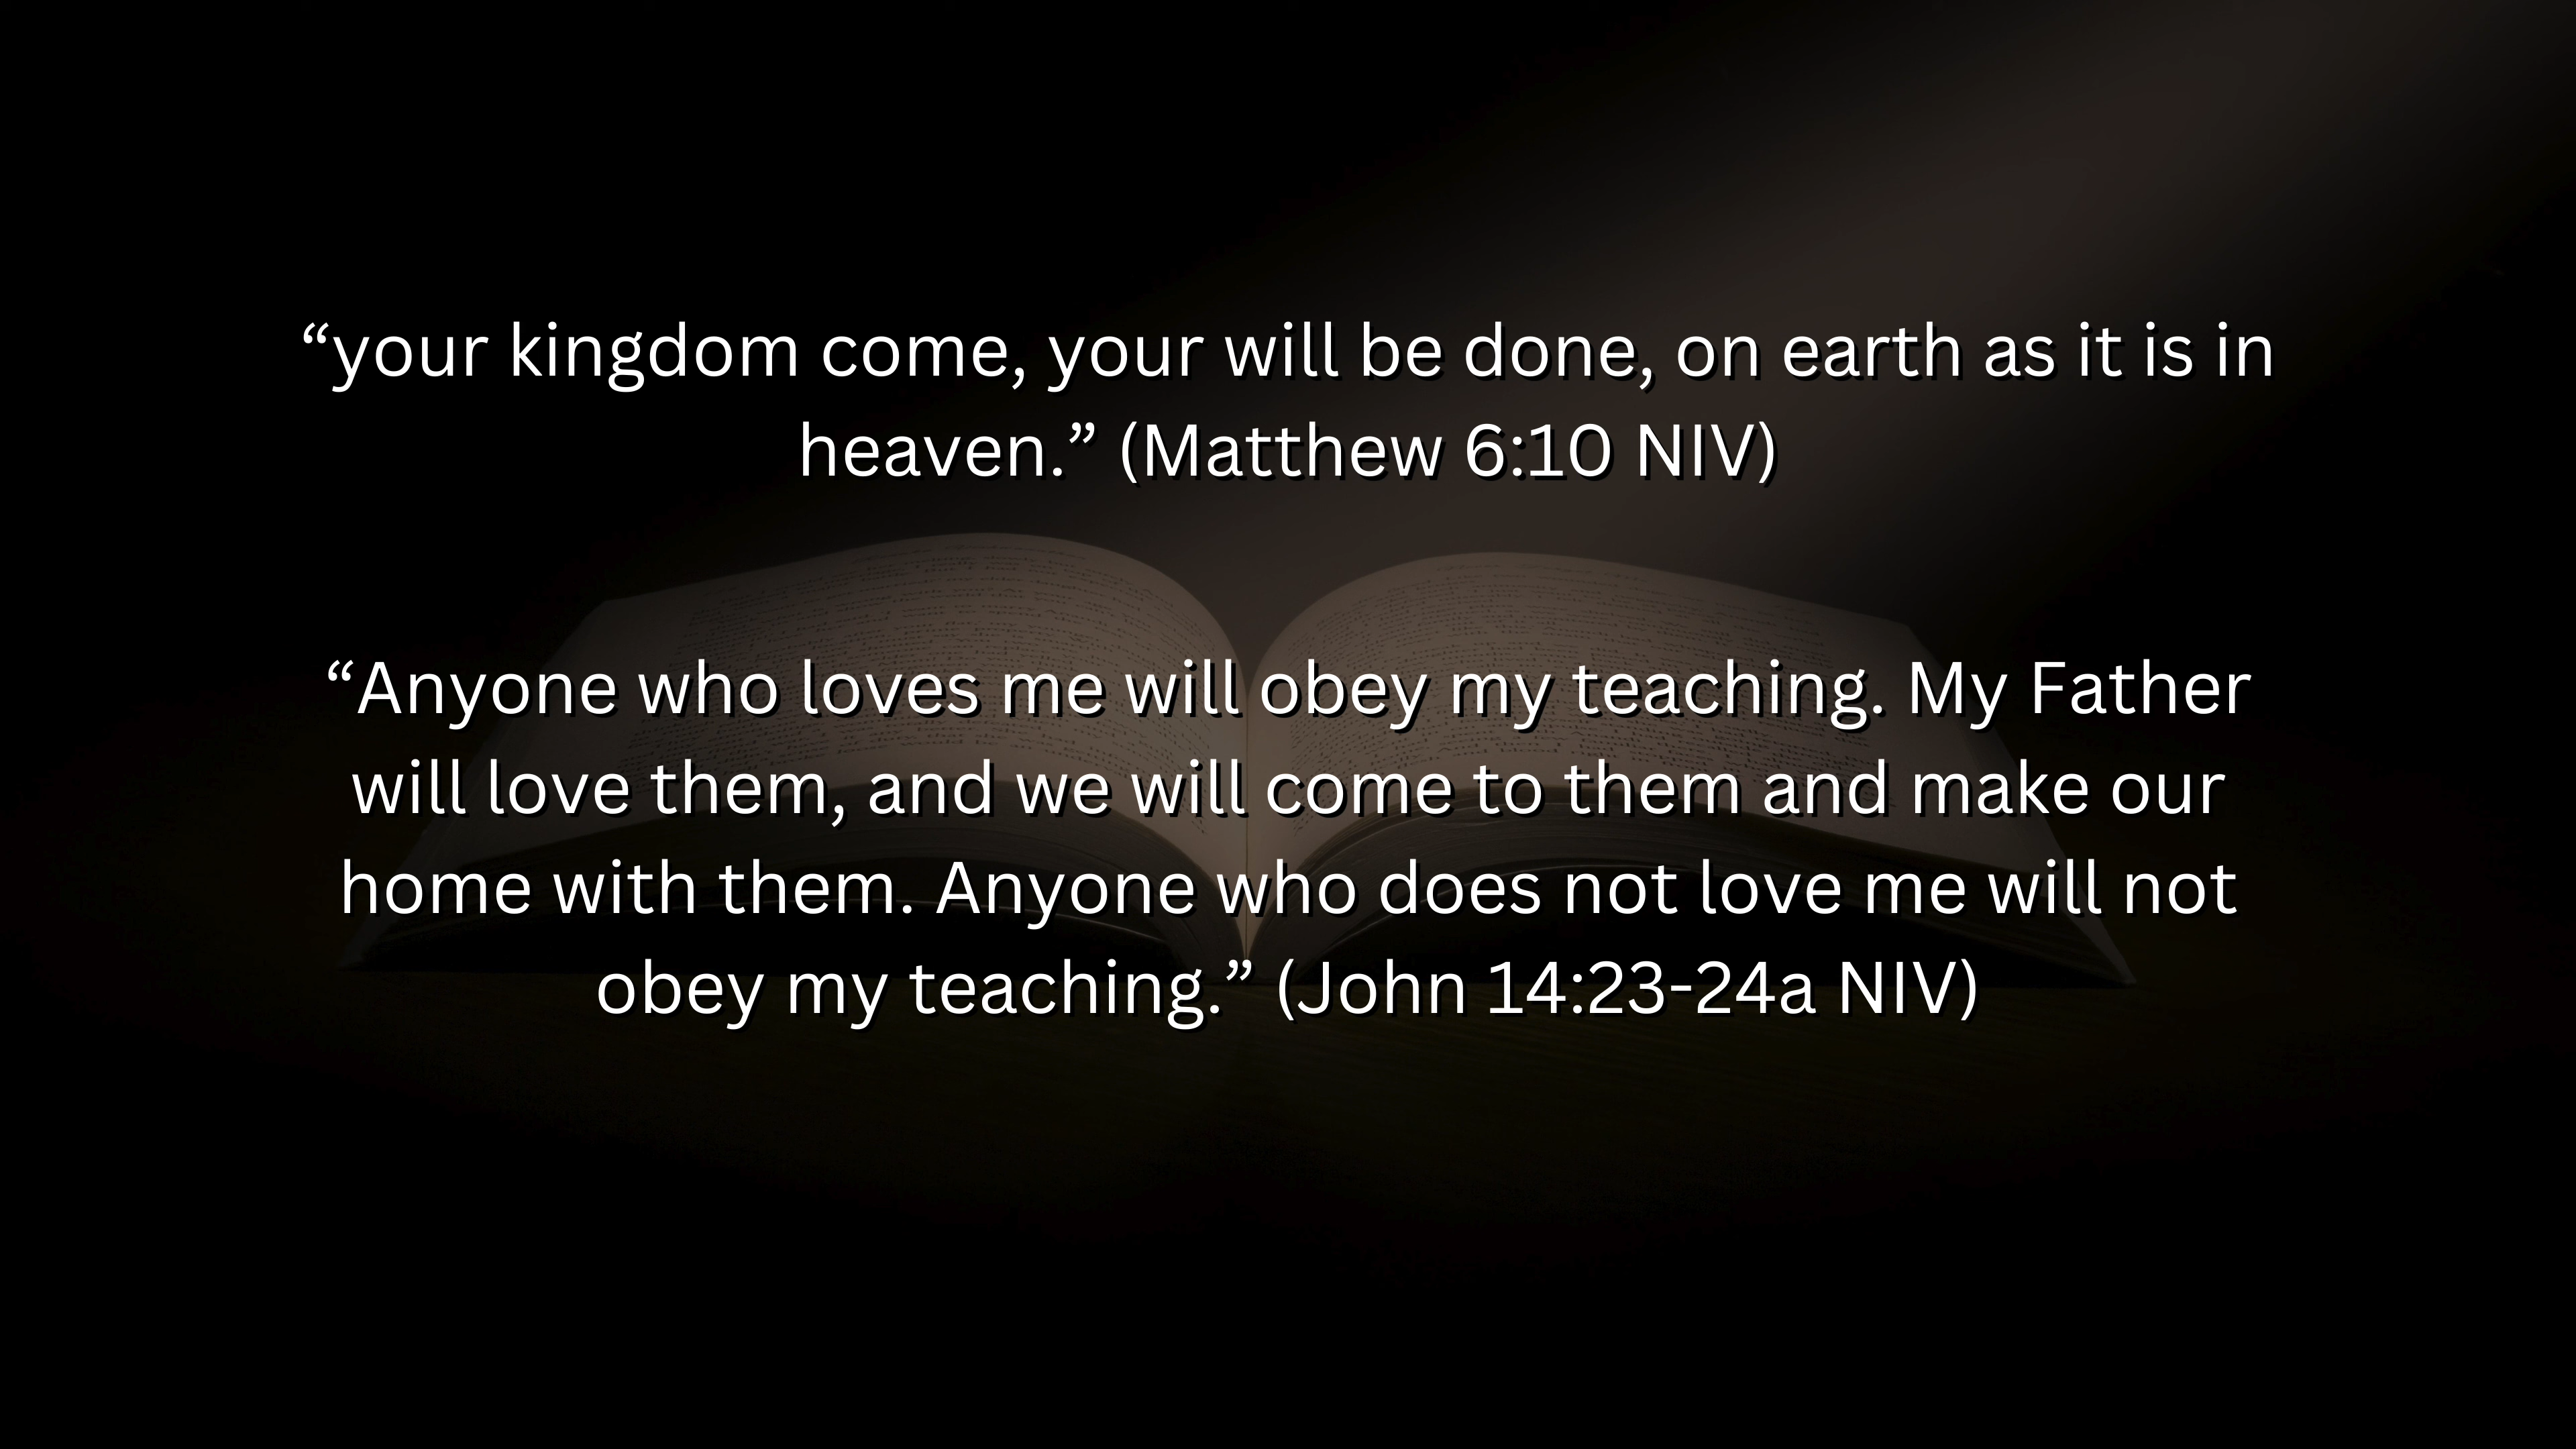 “your kingdom come, your will be done, on earth as it is in
heaven.” (Matthew 6:10 NIV)
“Anyone who loves me will obey my teaching. My Father
will love them, and we will come to them and make our
home with them. Anyone who does not love me will not
obey my teaching.” (John 14:23-24a NIV)